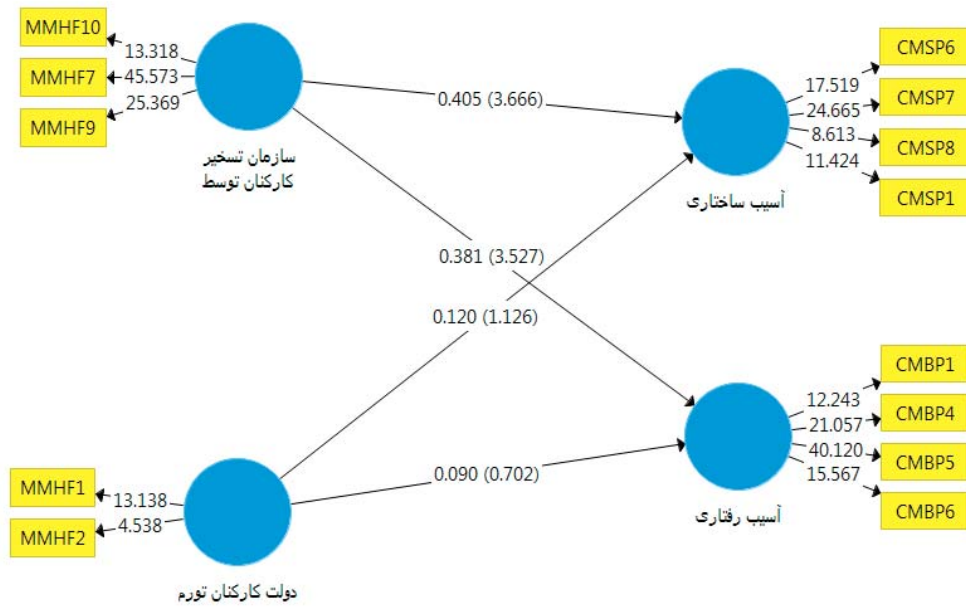 MMHF10
MMHF7
MMHF9
13.318
45.573
25.369
سازمان تسخیر
کارکنان توسط
0.405 (3.666)
0.381 (3.527)
0.120 (1.126)
0.090 (0.702)
CMSP6
CMSP7
CMSP8
CMSP1
17.519
24.665
8.613
11.424
آسیب ساختاری
MMHF1
MMHF2
13.138
4.538
دولت کارکنان تورم
CMBP1
CMBP4
CMBP5
CMBP6
12.243
21.057
40.120
15.567
آسیب رفتاری